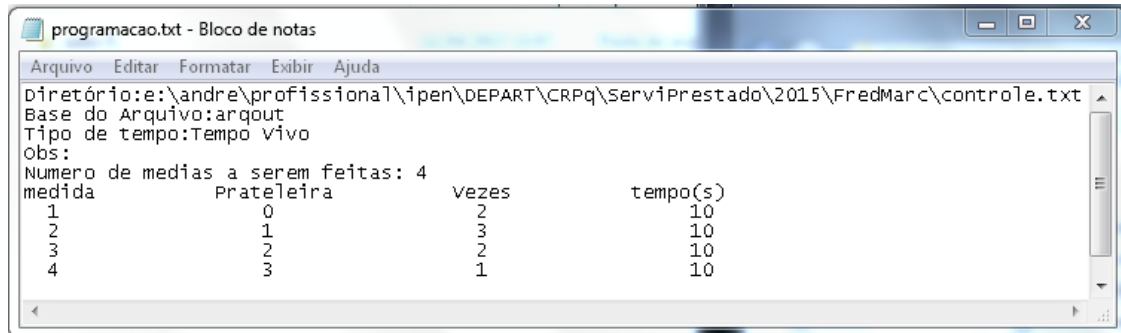 programacao.txt - Bloco de notas
Arquivo Editar Formatar Exibir Ajuda
Diretório:e:\andre\profissional\ipen\DEPART\CRPq\ServiPrestado\2015\FredMarc\controle.txt
Base do Arquivo:arqout
Tipo de tempo:Tempo Vivo
Obs:
Numero de medias a serem feitas: 4
medida Prateleira Vezes tempo(s)
1 0 2 10
2 1 3 10
3 2 2 10
4 3 1 10